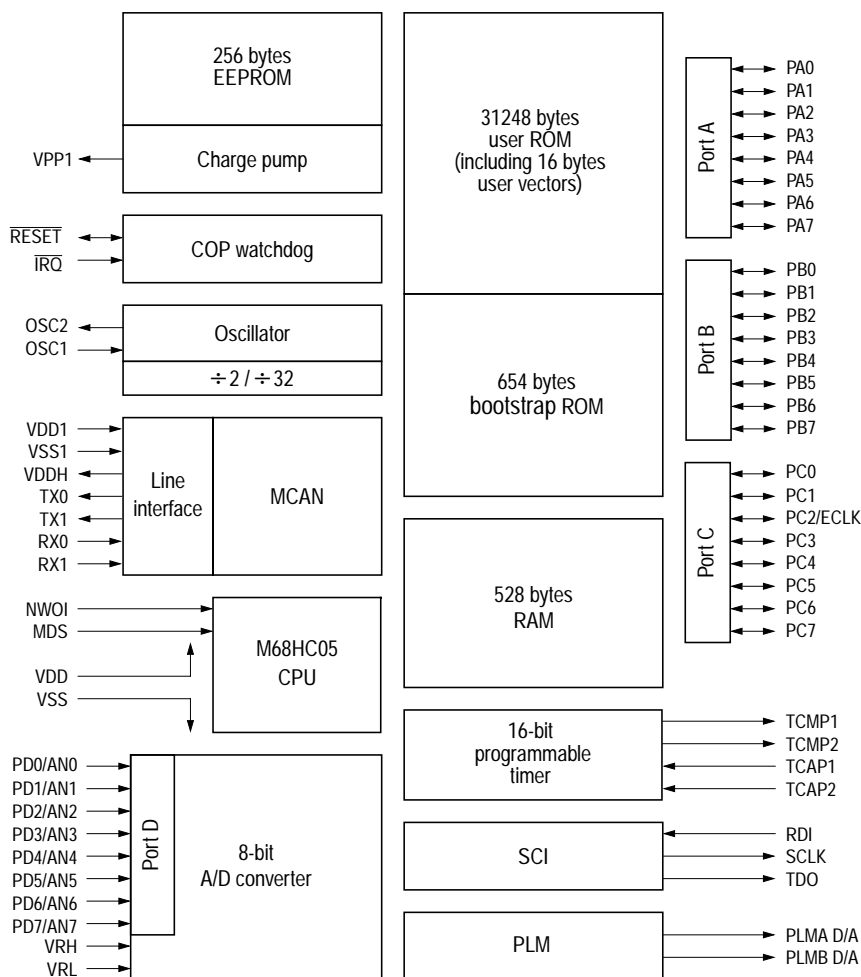 256 bytes
EEPROM
VPP1
Charge pump
RESET
IRQ
COP watchdog
OSC2
OSC1
Oscillator
÷2 / ÷32
VDD1
VSS1
VDDH
TX0
TX1
RX0
RX1
Line
interface
MCAN
NWOI
MDS
VDD
VSS
M68HC05
CPU
PD0/AN0
PD1/AN1
PD2/AN2
PD3/AN3
PD4/AN4
PD5/AN5
PD6/AN6
PD7/AN7
VRH
VRL
Port D
8-bit
A/D converter
31248 bytes
user ROM
(including 16 bytes
user vectors)
654 bytes
bootstrap ROM
528 bytes
RAM
16-bit
programmable
timer
SCI
PLM
Port A
PA0
PA1
PA2
PA3
PA4
PA5
PA6
PA7
Port B
PB0
PB1
PB2
PB3
PB4
PB5
PB6
PB7
Port C
PC0
PC1
PC2/ECLK
PC3
PC4
PC5
PC6
PC7
TCMP1
TCMP2
TCAP1
TCAP2
RDI
SCLK
TDO
PLMA D/A
PLMB D/A